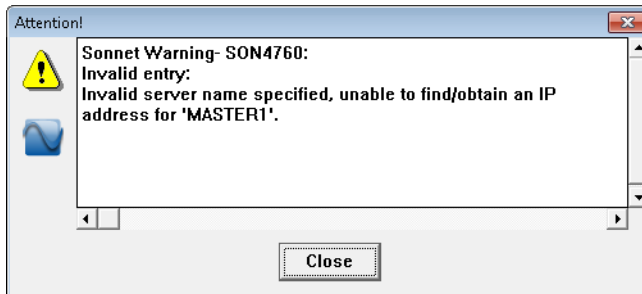 Attention!
Sonnet Warning- SON4760:
Invalid entry:
Invalid server name specified, unable to find/obtain an IP
address for 'MASTER1'.
Close